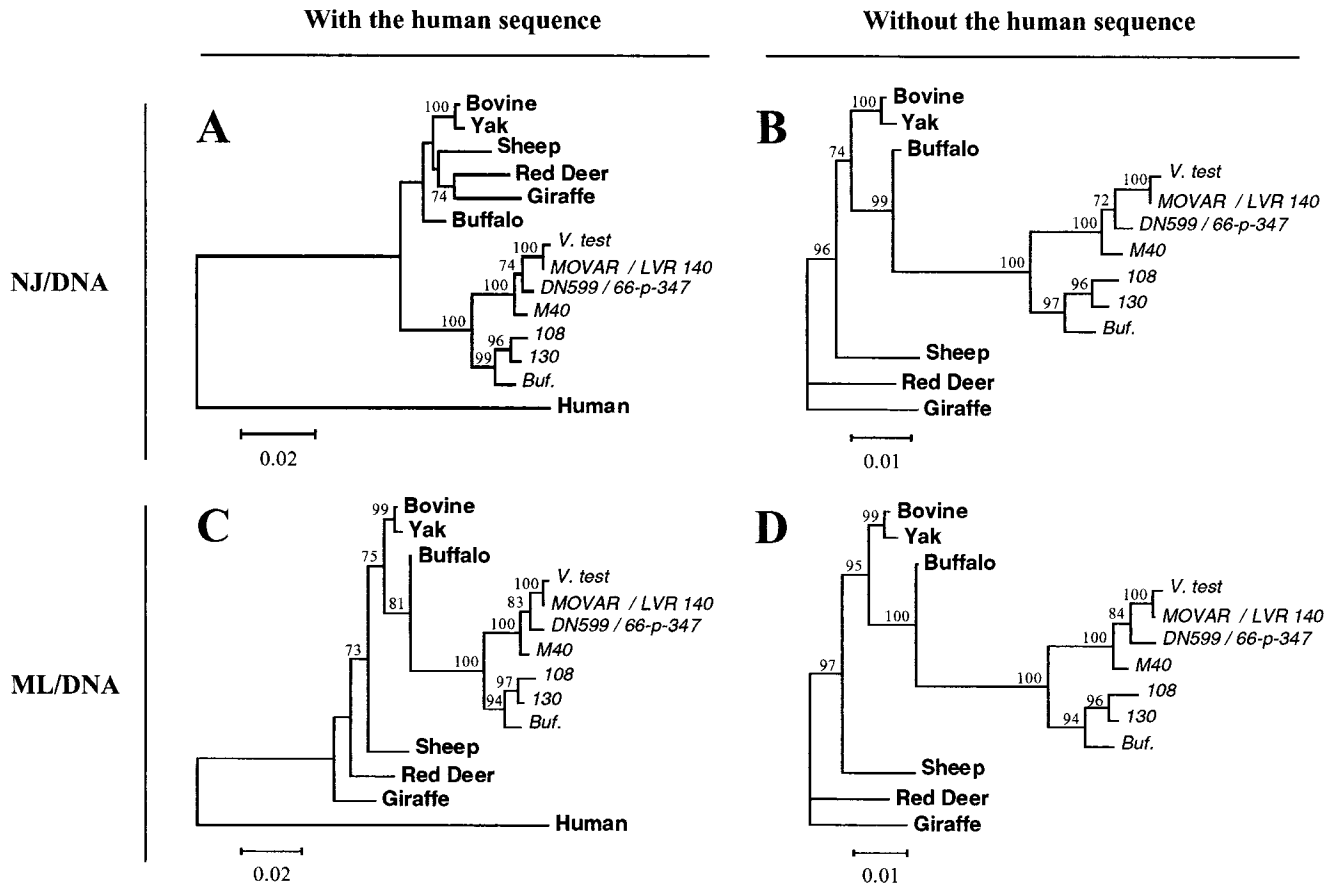 With the human sequence
Without the human sequence
NJ/DNA
A
100
Bovine
Yak
Sheep
Red Deer
74
Giraffe
Buffalo
V. test
100
MOVAR / LVR 140
74
DN599 / 66-p-347
100
M40
100
108
96
130
99
Buf.
Human
0.02
B
100
Bovine
Yak
74
Buffalo
V. test
100
MOVAR / LVR 140
72
DN599 / 66-p-347
99
100
M40
96
100
108
96
130
97
Buf.
Sheep
Red Deer
Giraffe
0.01
ML/DNA
C
99
Bovine
Yak
75
Buffalo
V. test
100
MOVAR / LVR 140
81
83
DN599 / 66-p-347
100
M40
73
100
108
97
130
94
Buf.
Sheep
Red Deer
Giraffe
Human
0.02
D
99
Bovine
Yak
95
Buffalo
V. test
100
MOVAR / LVR 140
100
84
DN599 / 66-p-347
100
M40
97
100
108
96
130
94
Buf.
Sheep
Red Deer
Giraffe
0.01